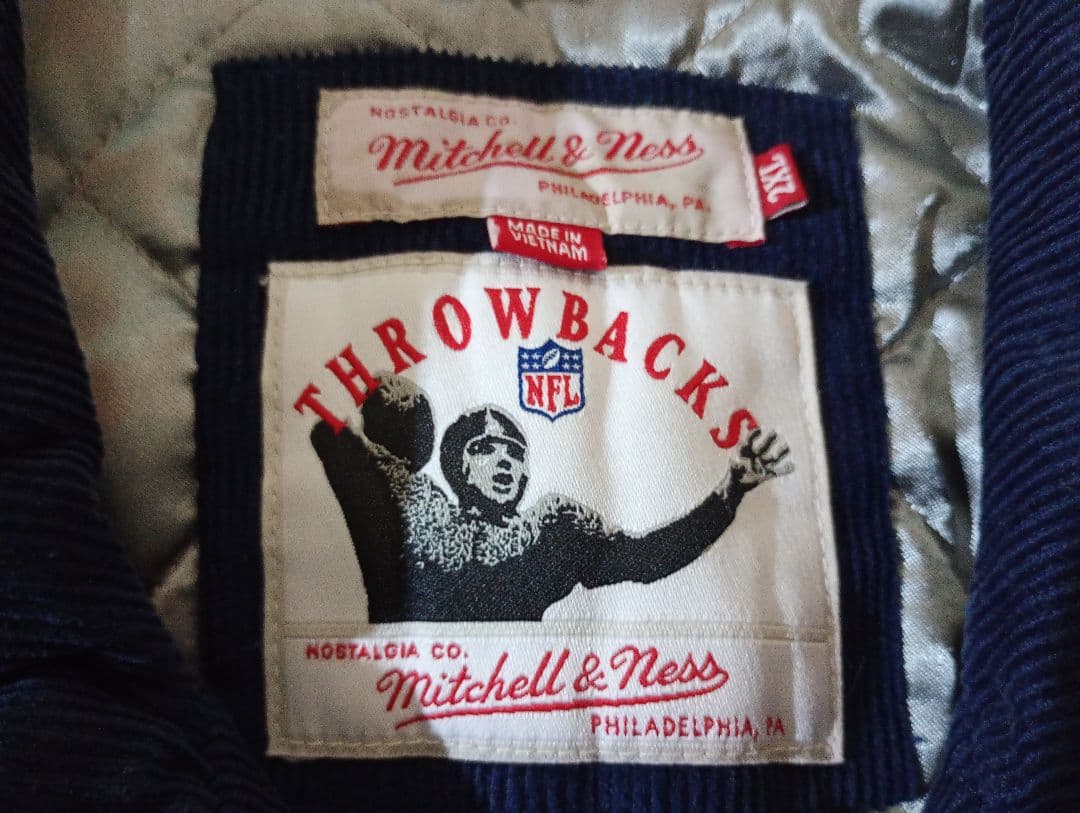 NOSTALGIA CO.
Mitchell & Ness
PHILADELPHIA, PA.
2XL
MADE IN
VIETNAM
THROWBACKS
NFL
NOSTALGIA CO.
Mitchell & Ness
PHILADELPHIA, PA